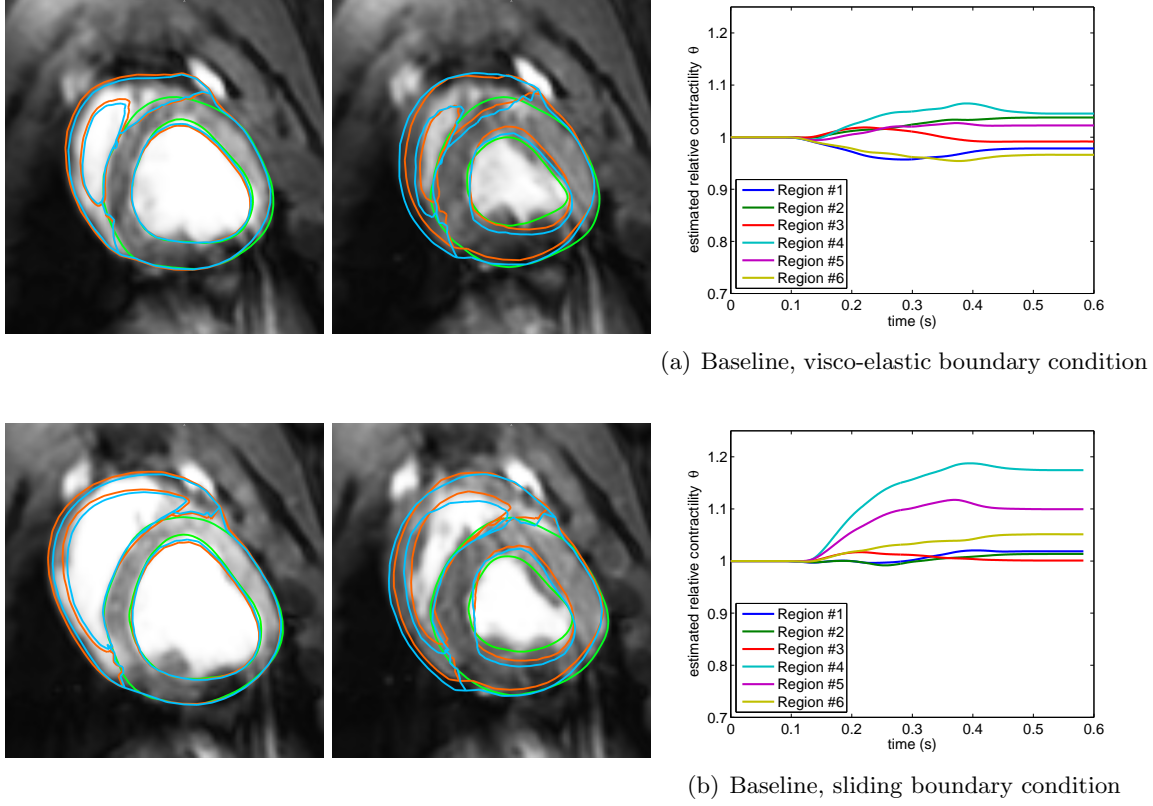 estimated relative contractility θ
1.2
1.1
1
0.9
0.8
0.7
Region #1
Region #2
Region #3
Region #4
Region #5
Region #6
0 0.1 0.2 0.3 0.4 0.5 0.6
time (s)
(a) Baseline, visco-elastic boundary condition
estimated relative contractility θ
1.2
1.1
1
0.9
0.8
0.7
Region #1
Region #2
Region #3
Region #4
Region #5
Region #6
0 0.1 0.2 0.3 0.4 0.5 0.6
time (s)
(b) Baseline, sliding boundary condition